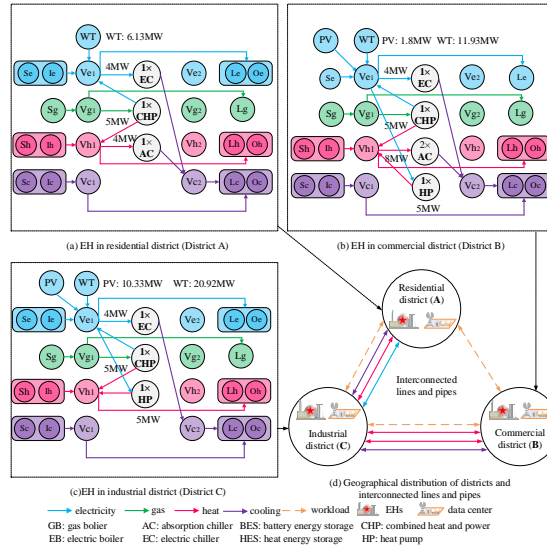 WT: 6.13MW
WT
Se Ie Ve1 4MW 1× EC Ve2 Le Oe
Sg Vg1 1× CHP Vg2 Lg
5MW
Sh Ih Vh1 4MW 1× AC Vh2 Lh Oh
Sc Ic Vc1 Vc2 Lc Oc
(a) EH in residential district (District A)
PV WT PV: 1.8MW WT: 11.93MW
Se Ve1 4MW 1× EC Ve2 Le
Sg Vg1 1× CHP Vg2 Lg
5MW
Sh Ih Vh1 8MW 2× AC Vh2 Lh Oh
Sc Ic Vc1 1× HP Vc2 Lc Oc
5MW
(b) EH in commercial district (District B)
PV WT PV: 10.33MW WT: 20.92MW
Se Ie Ve1 4MW 1× EC Ve2 Le Oe
Sg Vg1 1× CHP Vg2 Lg
5MW
Sh Ih Vh1 1× HP Vh2 Lh Oh
5MW
Sc Ic Vc1 Vc2 Lc Oc
(c)EH in industrial district (District C)
Residential
district (A)
Interconnected
lines and pipes
Industrial
district (C)
Commercial
district (B)
(d) Geographical distribution of districts and
interconnected lines and pipes
electricity gas heat cooling workload EHs data center
GB: gas bolier AC: absorption chiller BES: battery energy storage CHP: combined heat and power
EB: electric boiler EC: electric chiller HES: heat energy storage HP: heat pump